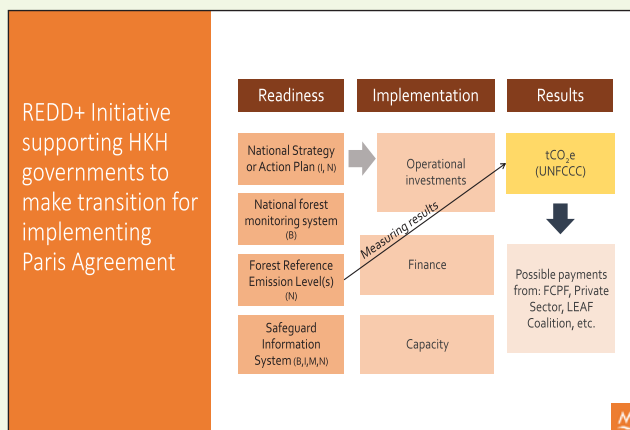 REDD+ Initiative
supporting HKH
governments to
make transition for
implementing
Paris Agreement
Readiness
Implementation
Results
National Strategy
or Action Plan (I, N)
National forest
monitoring system
(B)
Forest Reference
Emission Level(s)
(N)
Safeguard
Information
System (B,I,M,N)
Operational
investments
Measuring results
Finance
Capacity
tCO₂e
(UNFCCC)
Possible payments
from: FCPF, Private
Sector, LEAF
Coalition, etc.